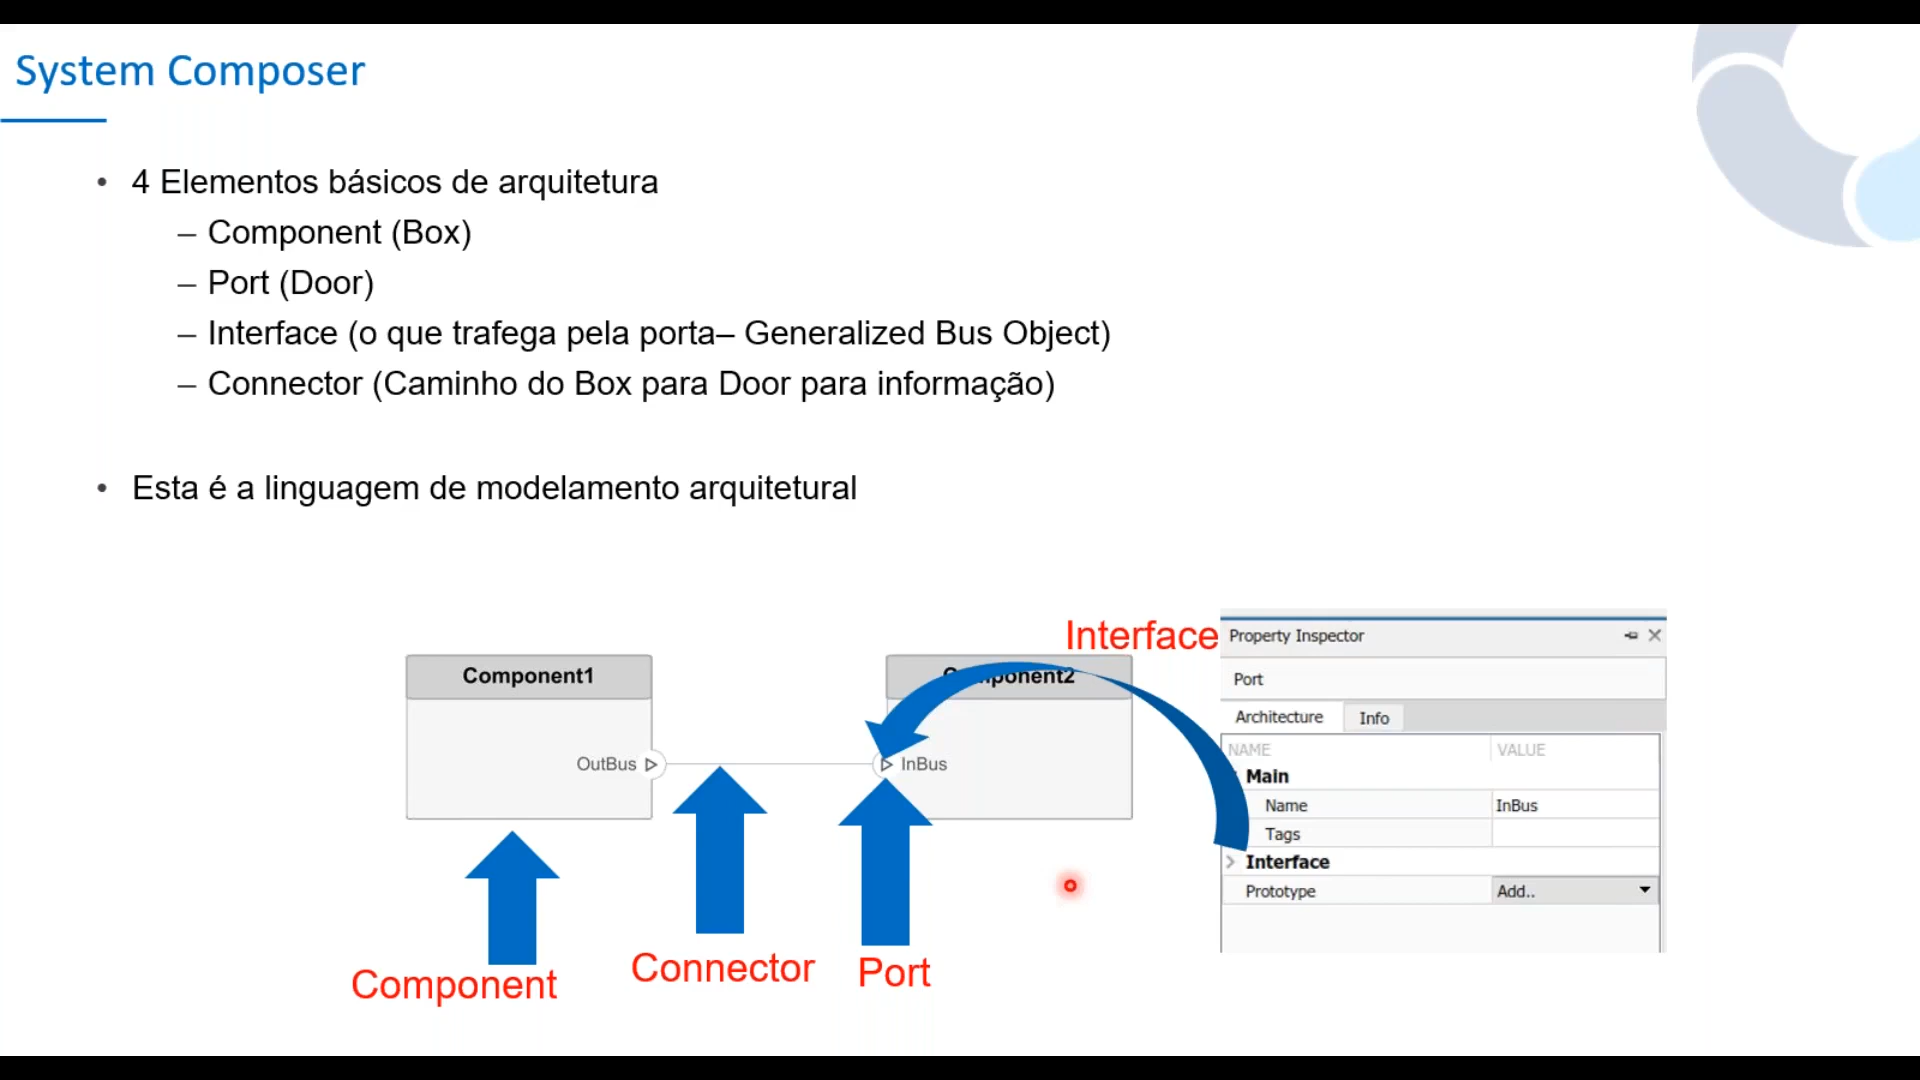 System Composer
• 4 Elementos básicos de arquitetura
– Component (Box)
– Port (Door)
– Interface (o que trafega pela porta– Generalized Bus Object)
– Connector (Caminho do Box para Door para informação)
• Esta é a linguagem de modelamento arquitetural
Interface
Component1
OutBus
InBus
Component
Connector
Port
Property Inspector
Port
Architecture Info
NAME VALUE
Main
Name InBus
Tags
Interface
Prototype Add..